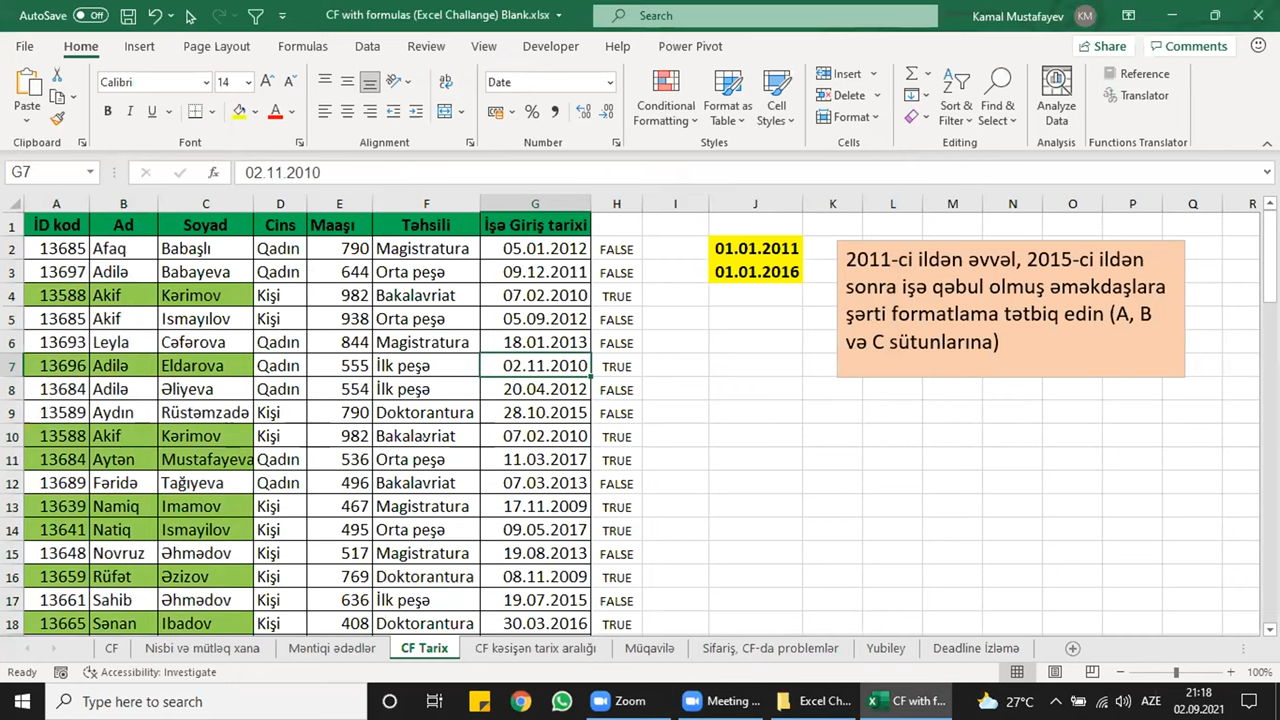 AutoSave Off CF with formulas (Excel Challange) Blank.xlsx Search Kamal Mustafayev KM
File Home Insert Page Layout Formulas Data Review View Developer Help Power Pivot Share Comments
Calibri 14 Date Insert Reference
Paste B I U Conditional Formatting Format as Table Cell Styles Delete Sort & Filter Find & Select Analyze Data Translator
Format
Clipboard Font Alignment Number Styles Cells Editing Analysis Functions Translator
G7 fx 02.11.2010
A B C D E F G H I J K L M N O P Q R
1 İD kod Ad Soyad Cins Maaşı Təhsili İşə Giriş tarixi
2 13685 Afaq Babaşlı Qadın 790 Magistratura 05.01.2012 FALSE 01.01.2011
3 13697 Adilə Babayeva Qadın 644 Orta peşə 09.12.2011 FALSE 01.01.2016
4 13588 Akif Kərimov Kişi 982 Bakalavriat 07.02.2010 TRUE
5 13685 Akif Ismayılov Kişi 938 Orta peşə 05.09.2012 FALSE
6 13693 Leyla Cəfərova Qadın 844 Magistratura 18.01.2013 FALSE
7 13696 Adilə Eldarova Qadın 555 İlk peşə 02.11.2010 TRUE
8 13684 Adilə Əliyeva Qadın 554 İlk peşə 20.04.2012 FALSE
9 13589 Aydın Rüstəmzadə Kişi 790 Doktorantura 28.10.2015 FALSE
10 13588 Akif Kərimov Kişi 982 Bakalavriat 07.02.2010 TRUE
11 13684 Aytən Mustafayeva Qadın 536 Orta peşə 11.03.2017 TRUE
12 13689 Fəridə Tağıyeva Qadın 496 Bakalavriat 07.03.2013 FALSE
13 13639 Namiq Imamov Kişi 467 Magistratura 17.11.2009 TRUE
14 13641 Natiq Ismayilov Kişi 495 Orta peşə 09.05.2017 TRUE
15 13648 Novruz Əhmədov Kişi 517 Magistratura 19.08.2013 FALSE
16 13659 Rüfət Əzizov Kişi 769 Doktorantura 08.11.2009 TRUE
17 13661 Sahib Əhmədov Kişi 636 İlk peşə 19.07.2015 FALSE
18 13665 Sənan Ibadov Kişi 408 Doktorantura 30.03.2016 TRUE
2011-ci ildən əvvəl, 2015-ci ildən
sonra işə qəbul olmuş əməkdaşlara
şərti formatlama tətbiq edin (A, B
və C sütunlarına)
CF Nisbi və mütləq xana Məntiqi ədədlər CF Tarix CF kəsişən tarix aralığı Müqavilə Sifariş, CF-da problemlər Yubiley Deadline İzləmə
Ready Accessibility: Investigate 100%
Type here to search Zoom Meeting ... Excel Ch... CF with f... 27°C AZE 21:18
02.09.2021